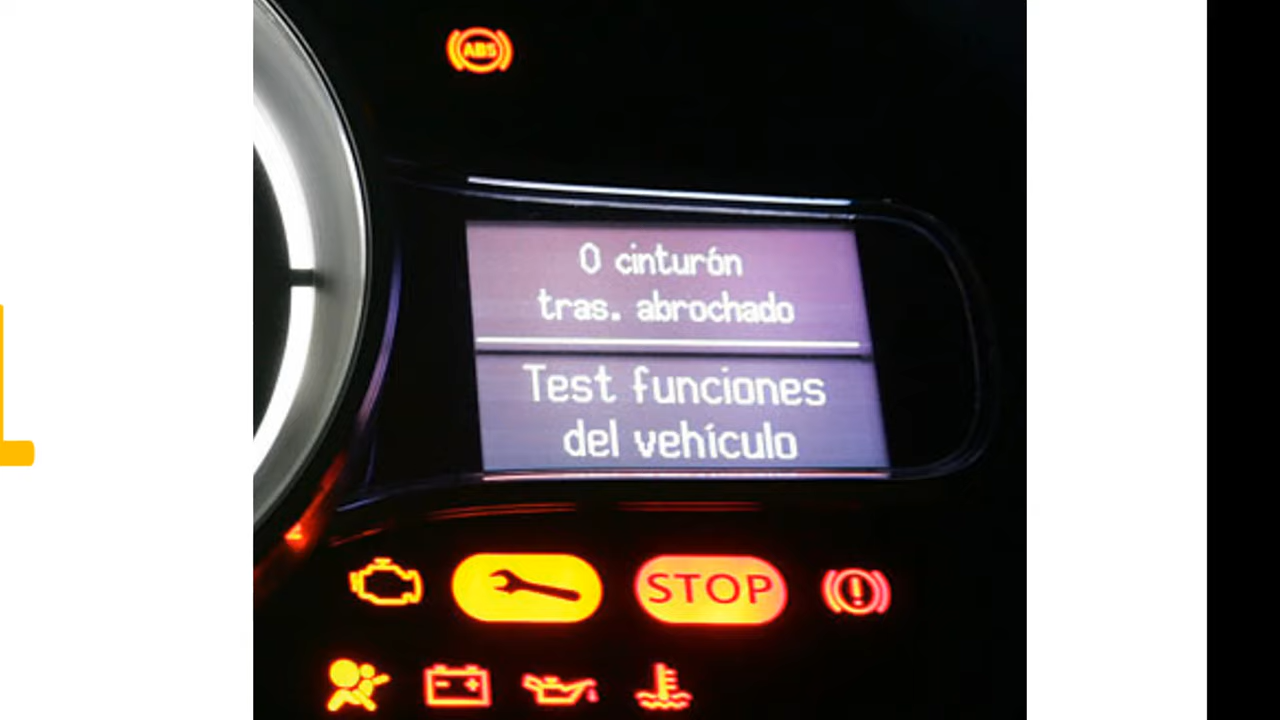 ABS
0 cinturón
tras. abrochado
Test funciones
del vehículo
STOP